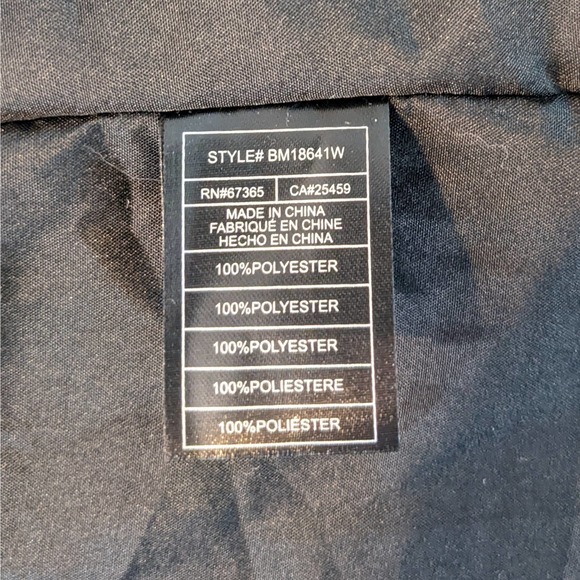 STYLE# BM18641W
RN#67365 CA#25459
MADE IN CHINA
FABRIQUÉ EN CHINE
HECHO EN CHINA
100%POLYESTER
100%POLYESTER
100%POLYESTER
100%POLIESTERE
100%POLIÉSTER